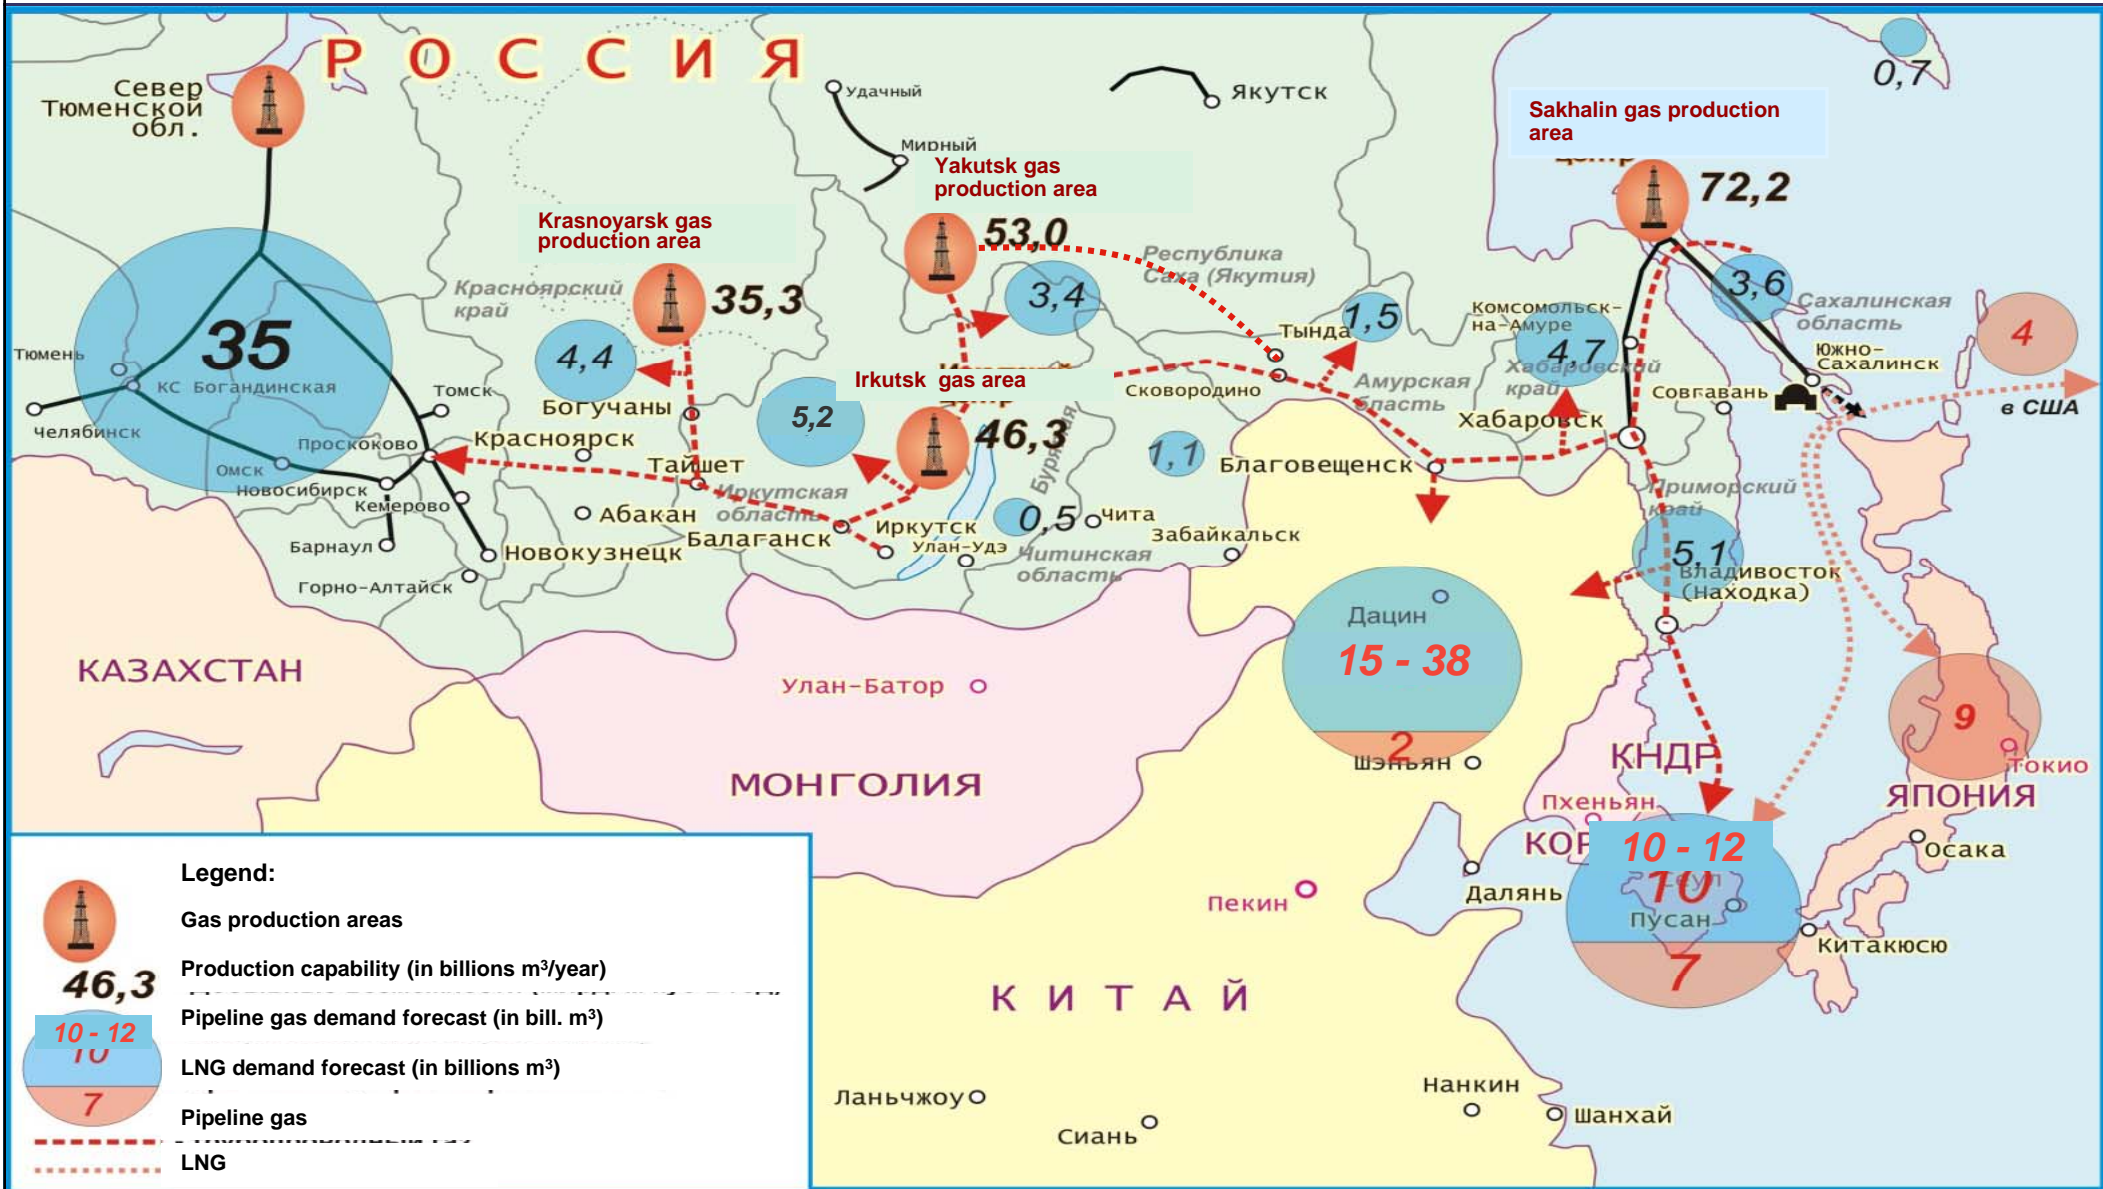 РОССИЯ
Север
Тюменской
обл.
Удачный
Якутск
Мирный
0,7
Sakhalin gas production
area
72,2
Yakutsk gas
production area
53,0
Krasnoyarsk gas
production area
35,3
Красноярский
край
Республика
Саха (Якутия)
3,4
35
4,4
Тюмень
КС Богандинская
Челябинск
Омск
Томск
Проскоково
Новосибирск
Кемерово
Барнаул
Горно-Алтайск
Новокузнецк
Красноярск
Богучаны
Тайшет
Абакан
Иркутская
область
Балаганск
Иркутск
Улан-Удэ
5,2
Irkutsk gas area
46,3
0,5
Чита
Читинская
область
1,1
Забайкальск
Тында
1,5
Сковородино
Амурская
бласть
Благовещенск
Комсомольск-
на-Амуре
4,7
Хабаровский
край
Хабаровск
3,6
Сахалинская
область
Южно-
Сахалинск
Совгавань
4
в США
Приморский
край
5,1
Владивосток
(Находка)
Дацин
15 - 38
2
Шэньян
КАЗАХСТАН
Улан-Батор
МОНГОЛИЯ
КНДР
Пхеньян
КОР
10 - 12
10
Сеул
Пусан
7
9
Токио
ЯПОНИЯ
Осака
Китакюсю
Далянь
Пекин
КИТАЙ
Ланьчжоу
Сиань
Нанкин
Шанхай
Legend:
Gas production areas
46,3
Production capability (in billions m³/year)
10 - 12
Pipeline gas demand forecast (in bill. m³)
LNG demand forecast (in billions m³)
7
Pipeline gas
LNG